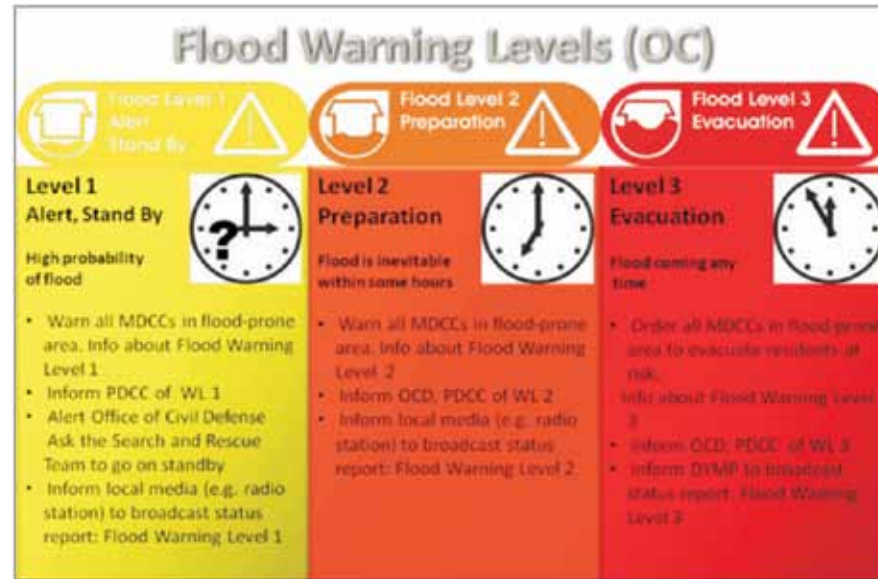 Flood Warning Levels (OC)
Flood Level 1
Alert
Stand By
Flood Level 2
Preparation
Flood Level 3
Evacuation
Level 1
Alert, Stand By
?
High probability
of flood
• Warn all MDCCs in flood-prone
area. Info about Flood Warning
Level 1
• Inform PDCC of WL 1
• Alert Office of Civil Defense
Ask the Search and Rescue
Team to go on standby
• Inform local media (e.g. radio
station) to broadcast status
report: Flood Warning Level 1
Level 2
Preparation
Flood is inevitable
within some hours
• Warn all MDCCs in flood-prone
area. Info about Flood Warning
Level 2
• Inform OCD, PDCC of WL 2
• Inform local media (e.g. radio
station) to broadcast status
report: Flood Warning Level 2
Level 3
Evacuation
Flood coming any
time
• Order all MDCCs in flood-prone
area to evacuate residents at
risk.
Info about Flood Warning Level
3
• Inform OCD, PDCC of WL 3
• Inform DYMP to broadcast
status report: Flood Warning
Level 3